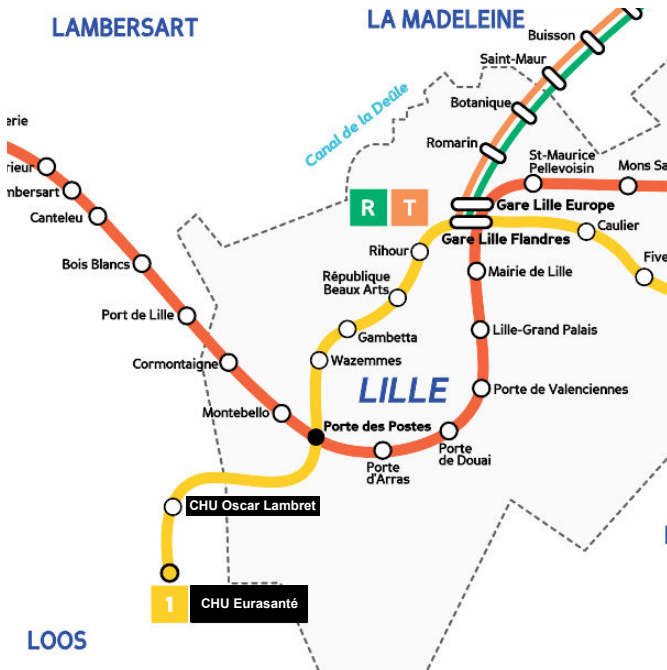 LAMBERSART
LA MADELEINE
Buisson
Saint-Maur
Botanique
Romarin
Canal de la Deûle
erie
rieur
mbersart
Canteleu
Bois Blancs
Port de Lille
Cormontaigne
Montebello
St-Maurice
Pellevoisin
Mons Sa
R
T
Gare Lille Europe
Gare Lille Flandres
Caulier
Five
Rihour
République
Beaux Arts
Gambetta
Wazemmes
Mairie de Lille
Lille-Grand Palais
Porte de Valenciennes
LILLE
Porte des Postes
Porte
d'Arras
Porte
de Douai
CHU Oscar Lambret
1
CHU Eurasanté
LOOS